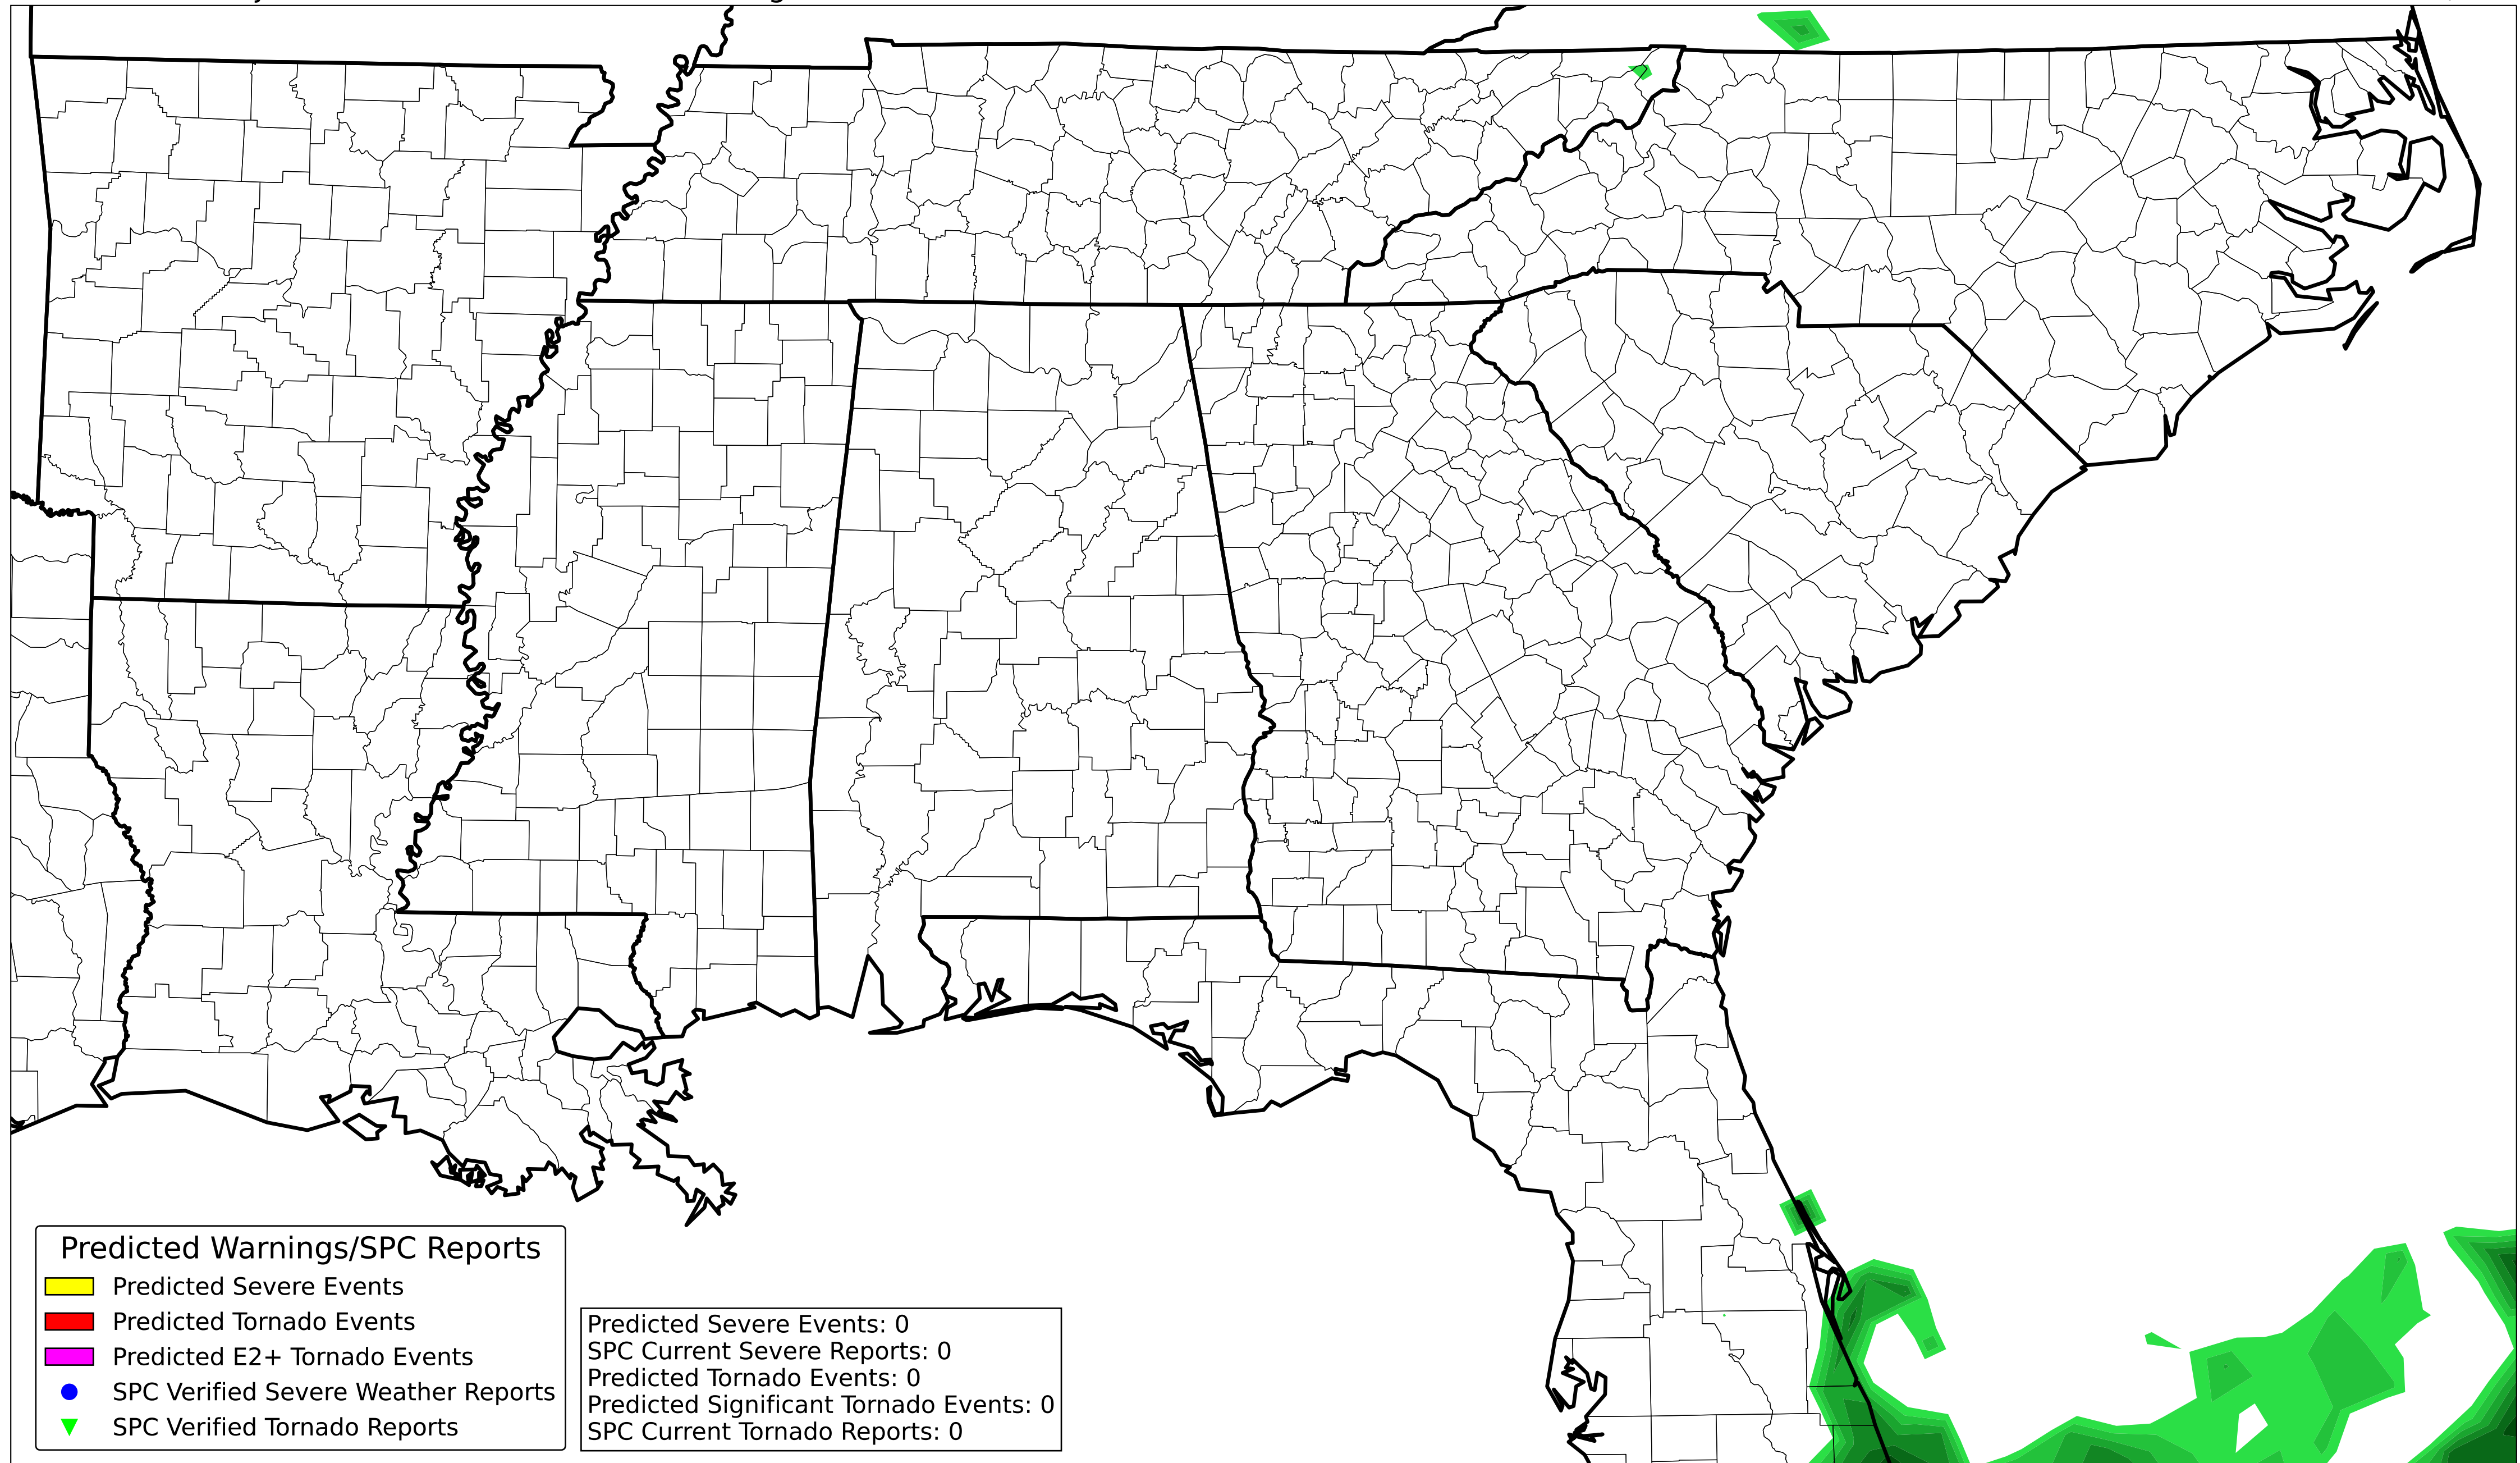 Predicted Warnings/SPC Reports
Predicted Severe Events
Predicted Tornado Events
Predicted E2+ Tornado Events
SPC Verified Severe Weather Reports
SPC Verified Tornado Reports
Predicted Severe Events: 0
SPC Current Severe Reports: 0
Predicted Tornado Events: 0
Predicted Significant Tornado Events: 0
SPC Current Tornado Reports: 0